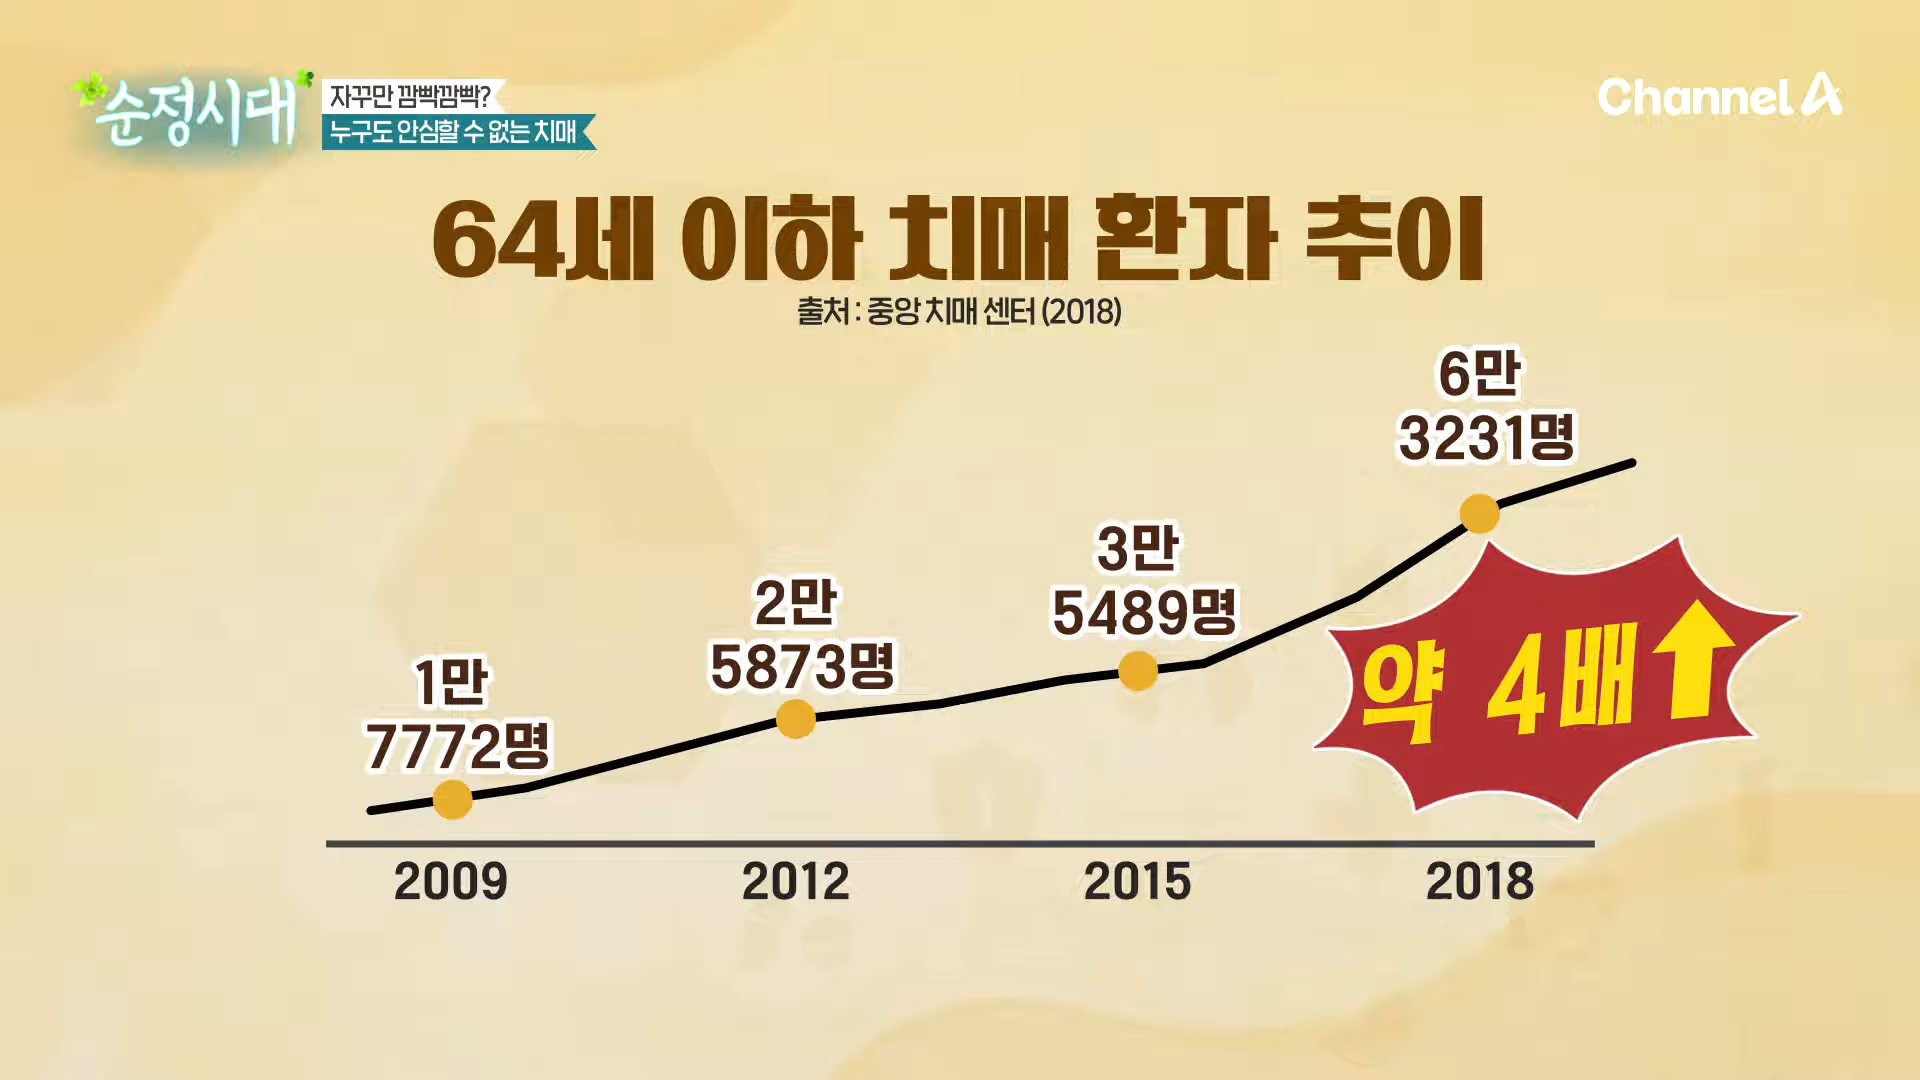 순정시대
자꾸만 깜빡깜빡?
누구도 안심할 수 없는 치매
Channel A
64세 이하 치매 환자 추이
출처 : 중앙 치매 센터 (2018)
1만
7772명
2만
5873명
3만
5489명
6만
3231명
약 4배
2009 2012 2015 2018